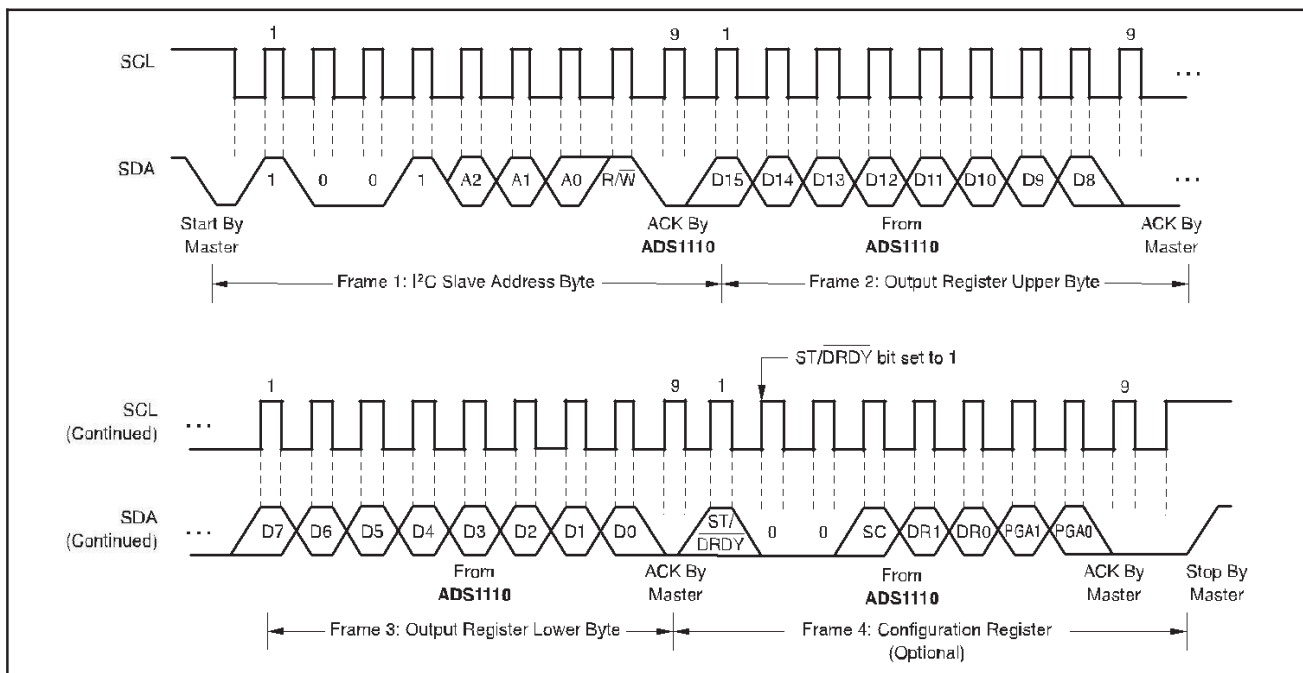 1 9 1 9
SCL ...
SDA 1 0 0 1 A2 A1 A0 R/W̅ D15 D14 D13 D12 D11 D10 D9 D8 ...
Start By
Master
ACK By
ADS1110
From
ADS1110
ACK By
Master
Frame 1: I²C Slave Address Byte
Frame 2: Output Register Upper Byte
ST/D̅R̅D̅Y̅ bit set to 1
1 9 1 9
SCL
(Continued)
...
SDA
(Continued)
... D7 D6 D5 D4 D3 D2 D1 D0 ST/D̅R̅D̅Y̅ 0 0 SC DR1 DR0 PGA1 PGA0
From
ADS1110
ACK By
Master
From
ADS1110
ACK By
Master
Stop By
Master
Frame 3: Output Register Lower Byte
Frame 4: Configuration Register
(Optional)